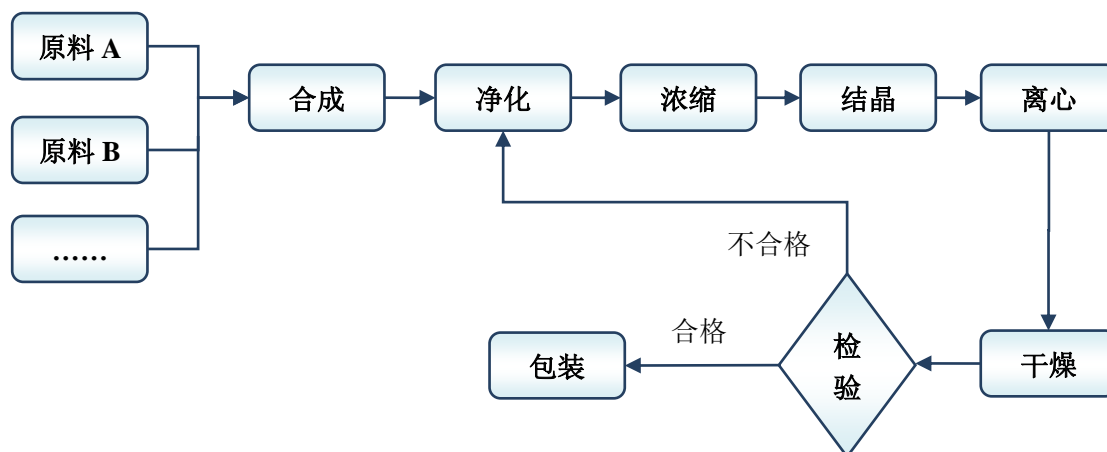 原料 A
原料 B
……
合成
净化
浓缩
结晶
离心
不合格
合格
包装
检
验
干燥